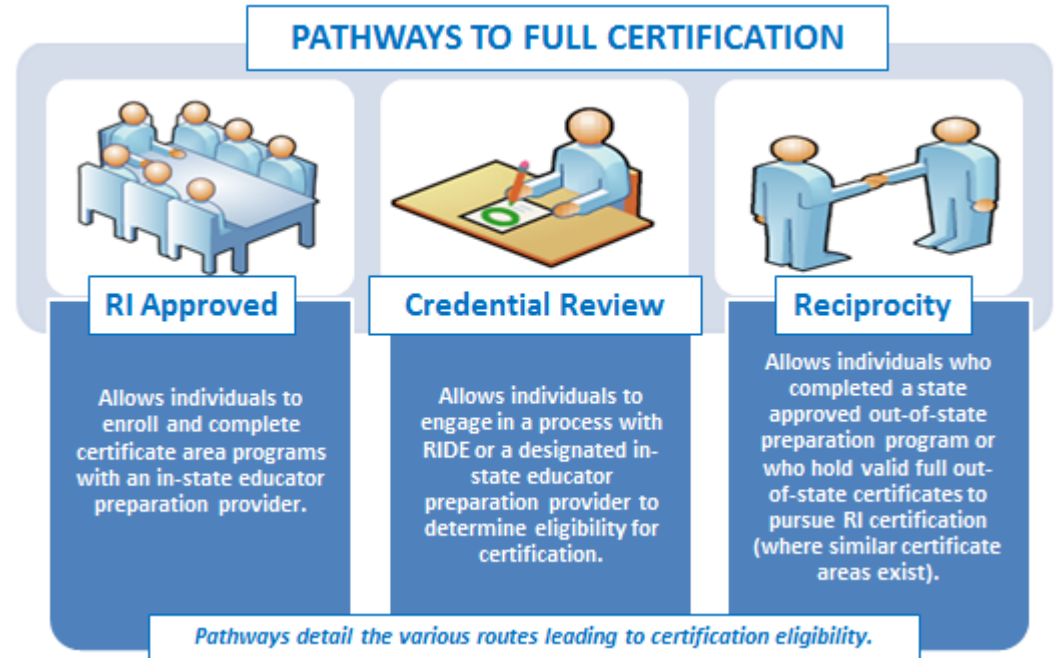 PATHWAYS TO FULL CERTIFICATION
RI Approved
Allows individuals to
enroll and complete
certificate area programs
with an in-state educator
preparation provider.
Credential Review
Allows individuals to
engage in a process with
RIDE or a designated in-
state educator
preparation provider to
determine eligibility for
certification.
Reciprocity
Allows individuals who
completed a state
approved out-of-state
preparation program or
who hold valid full out-
of-state certificates to
pursue RI certification
(where similar certificate
areas exist).
Pathways detail the various routes leading to certification eligibility.